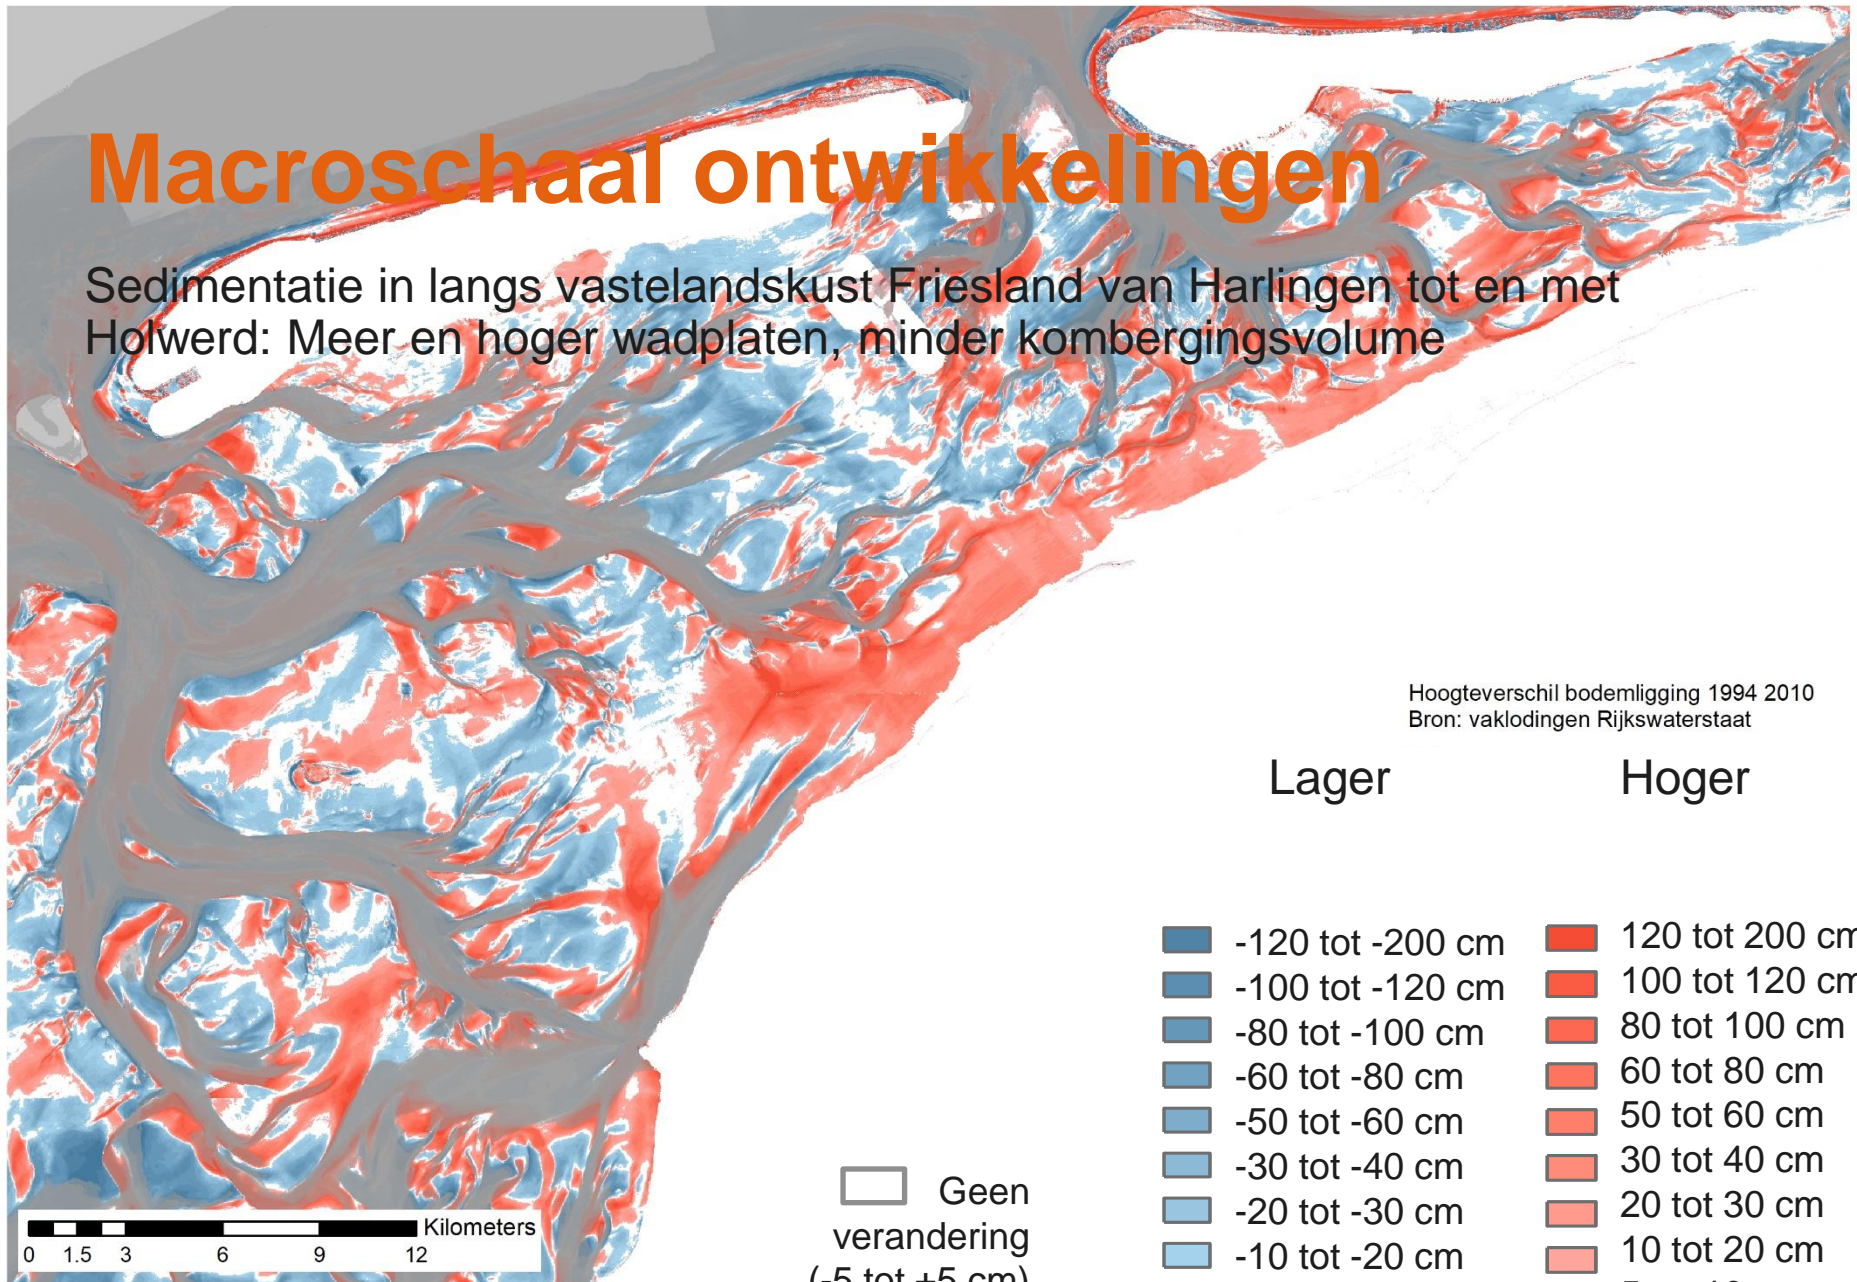 Macroschaal ontwikkelingen
Sedimentatie in langs vastelandskust Friesland van Harlingen tot en met
Holwerd: Meer en hoger wadplaten, minder kombergingsvolume
Hoogteverschil bodemligging 1994 2010
Bron: vaklodingen Rijkswaterstaat
Lager
Hoger
-120 tot -200 cm
-100 tot -120 cm
-80 tot -100 cm
-60 tot -80 cm
-50 tot -60 cm
-30 tot -40 cm
-20 tot -30 cm
-10 tot -20 cm
120 tot 200 cm
100 tot 120 cm
80 tot 100 cm
60 tot 80 cm
50 tot 60 cm
30 tot 40 cm
20 tot 30 cm
10 tot 20 cm
Geen
verandering
(-5 tot +5 cm)
Kilometers
0 1.5 3 6 9 12